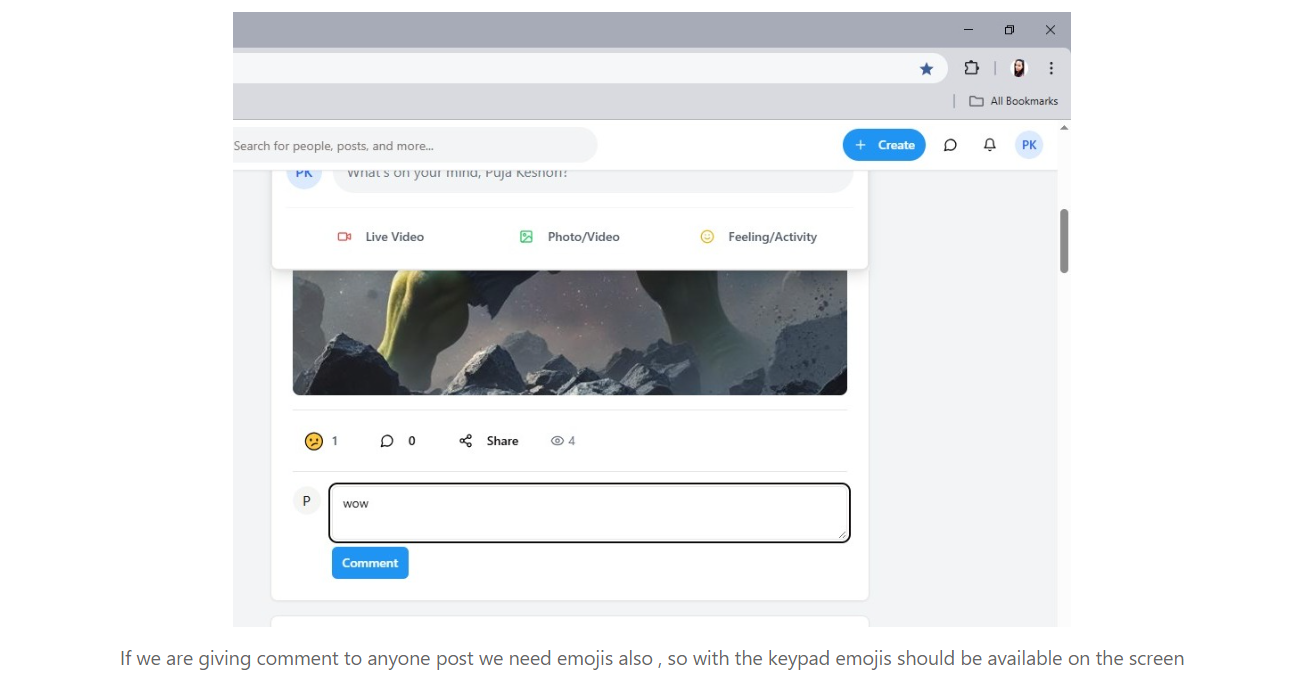 All Bookmarks
Search for people, posts, and more...
+ Create
PK
PK
What's on your mind, Puja Keshori?
Live Video
Photo/Video
Feeling/Activity
1
0
Share
4
P
wow
Comment
If we are giving comment to anyone post we need emojis also , so with the keypad emojis should be available on the screen